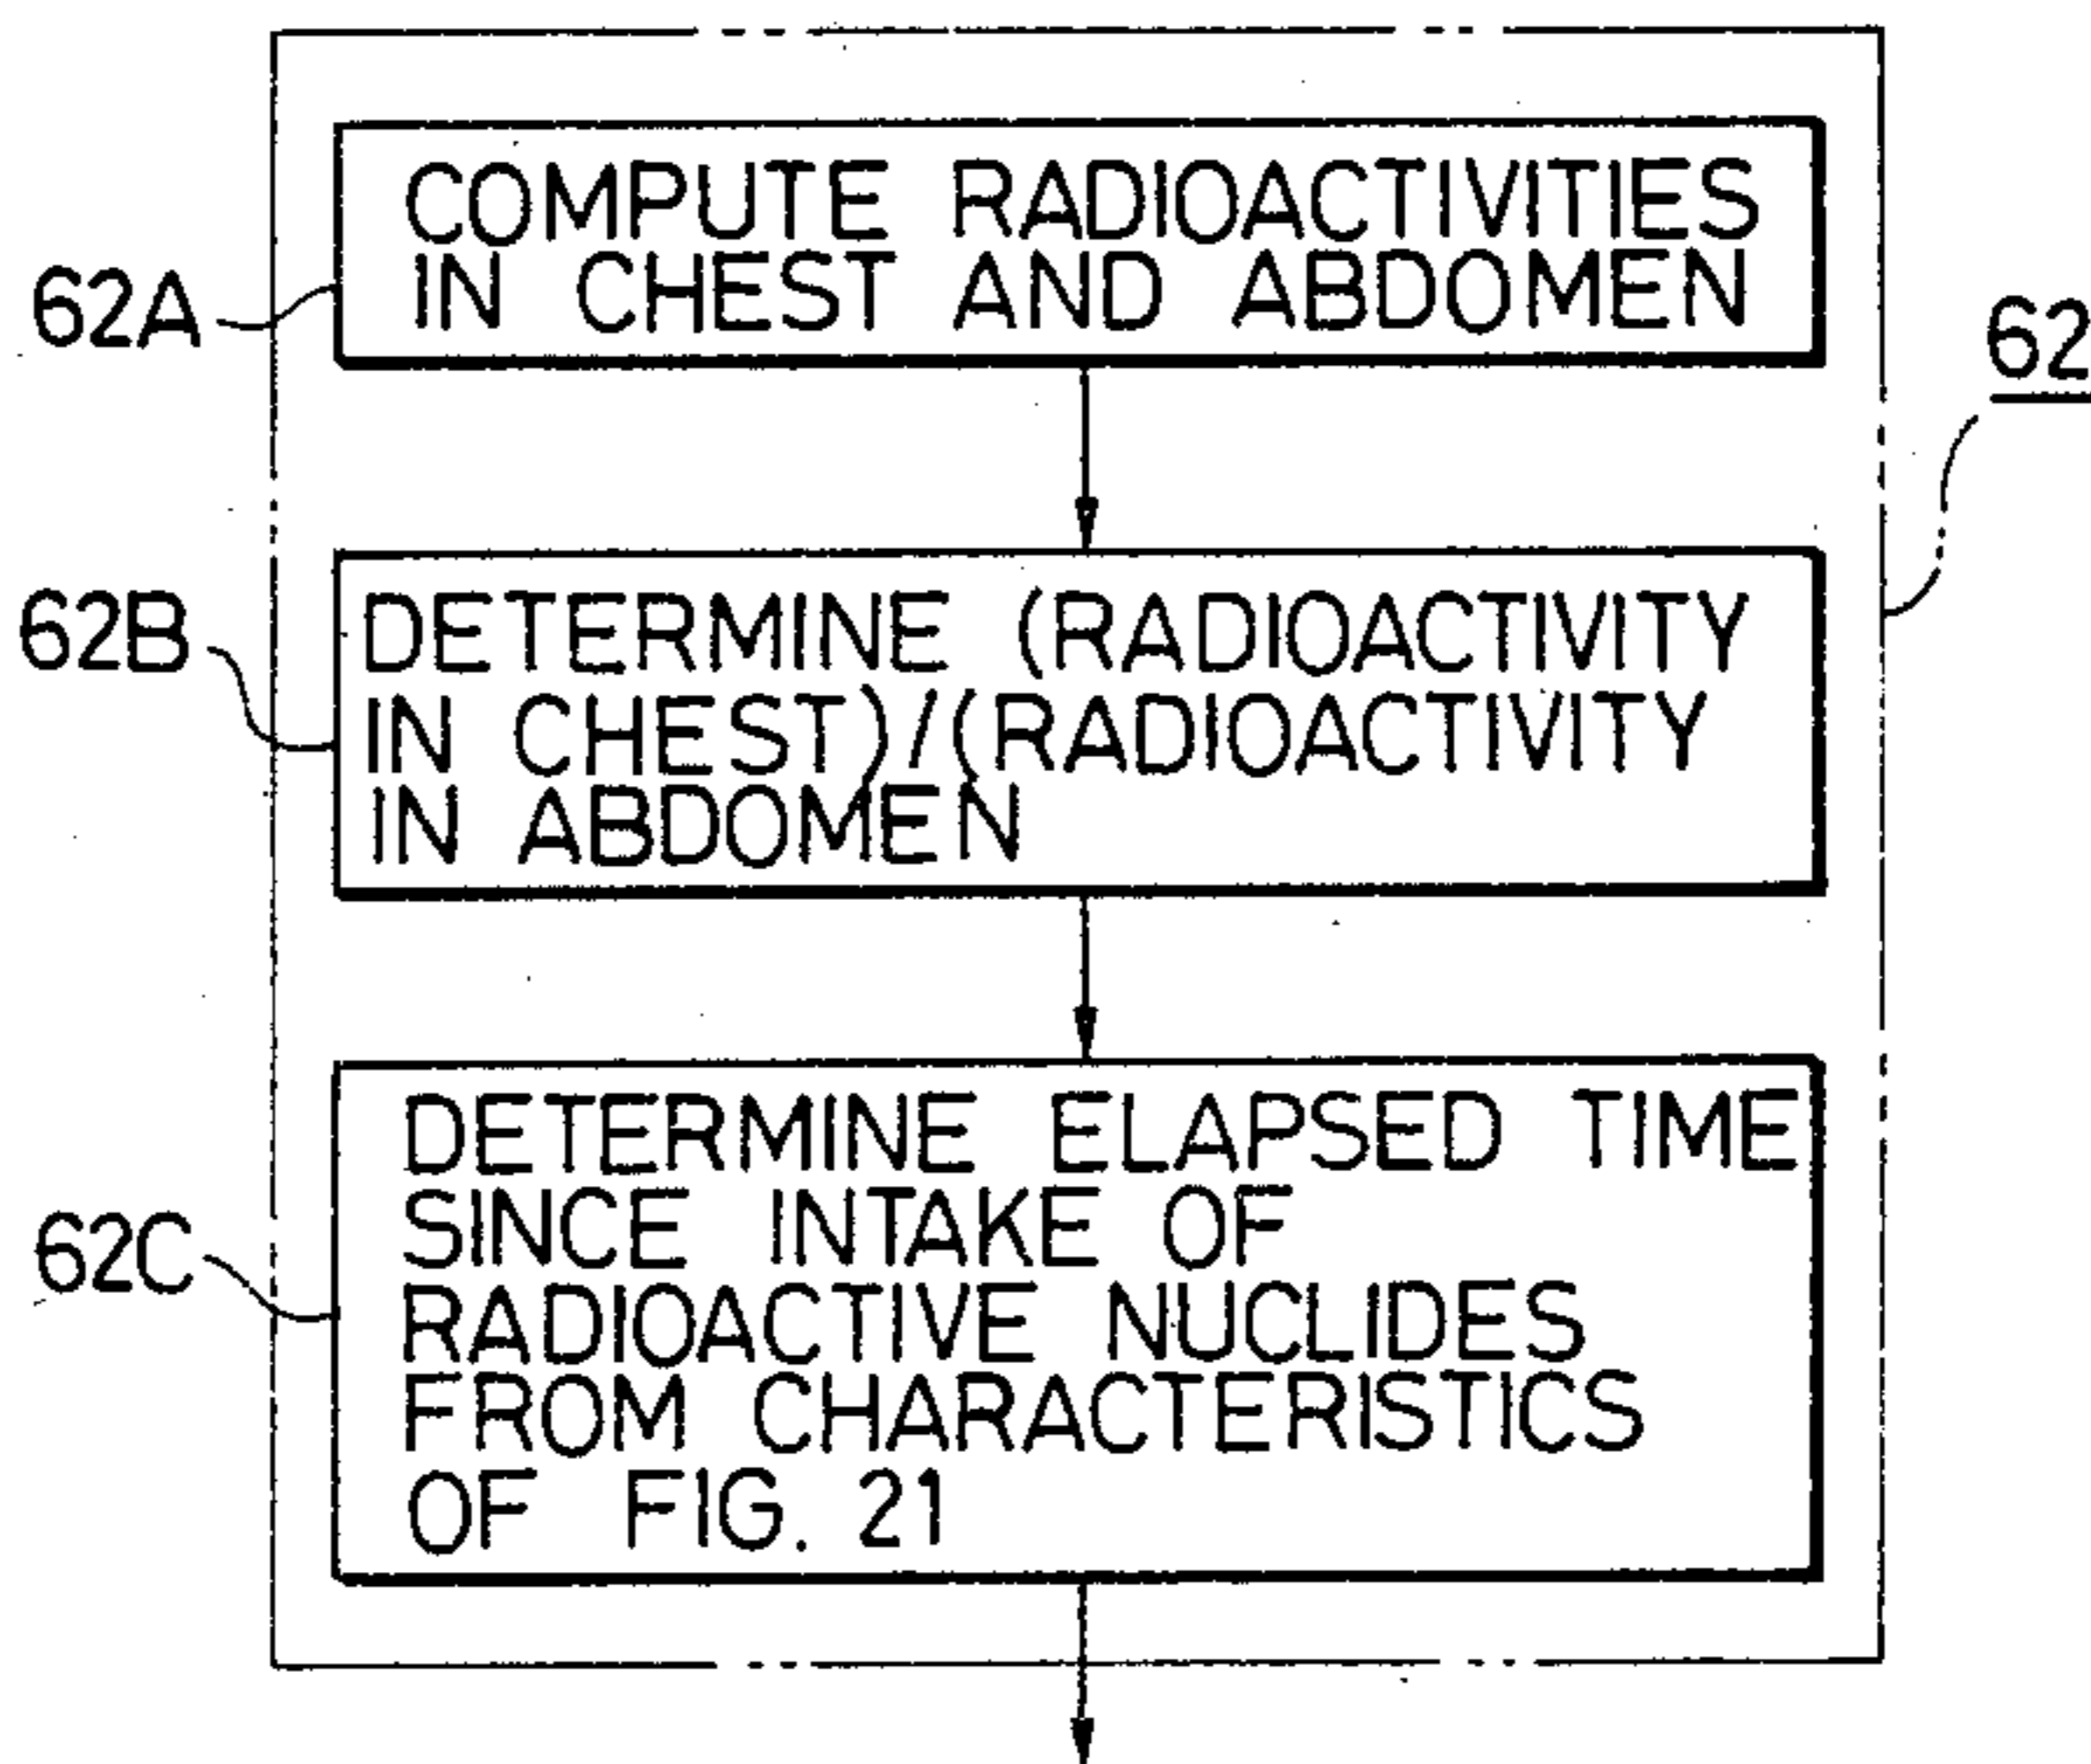 COMPUTE RADIOACTIVITIES
IN CHEST AND ABDOMEN
62A
62
62B
DETERMINE (RADIOACTIVITY
IN CHEST)/(RADIOACTIVITY
IN ABDOMEN
DETERMINE ELAPSED TIME
SINCE INTAKE OF
62C
RADIOACTIVE NUCLIDES
FROM CHARACTERISTICS
OF FIG. 21